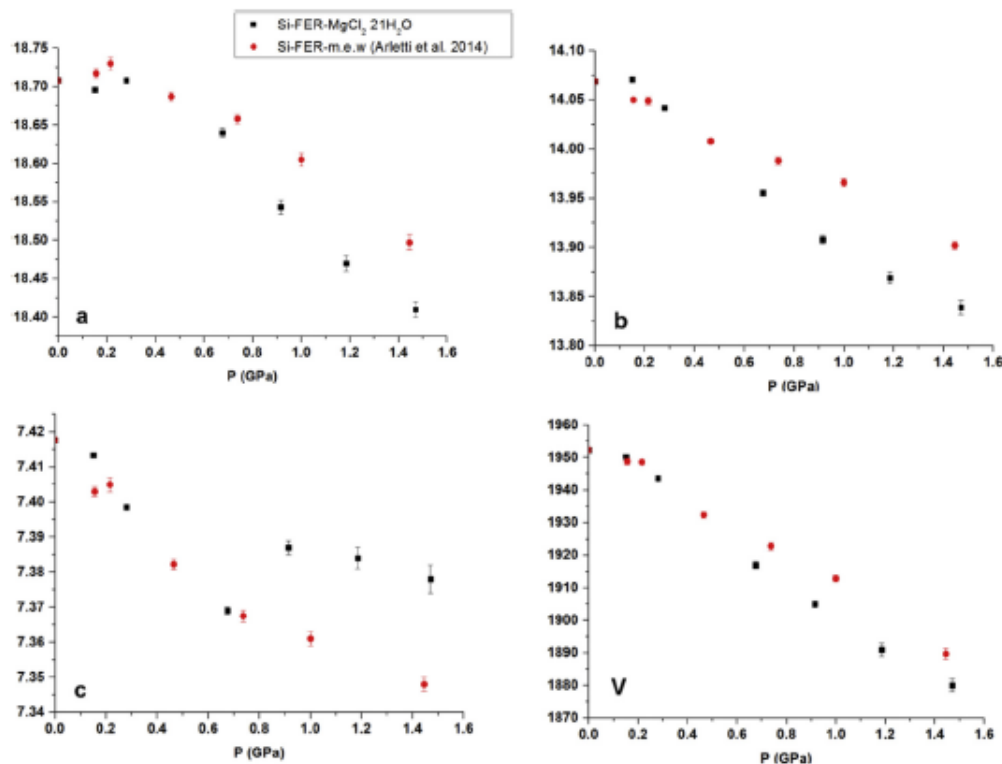 Si-FER-MgCl2 21H2O
Si-FER-m.e.w (Arletti et al. 2014)
18.75
18.70
18.65
18.60
18.55
18.50
18.45
18.40
a
0.0 0.2 0.4 0.6 0.8 1.0 1.2 1.4 1.6
P (GPa)
14.10
14.05
14.00
13.95
13.90
13.85
13.80
b
0.0 0.2 0.4 0.6 0.8 1.0 1.2 1.4 1.6
P (GPa)
7.42
7.41
7.40
7.39
7.38
7.37
7.36
7.35
7.34
c
0.0 0.2 0.4 0.6 0.8 1.0 1.2 1.4 1.6
P (GPa)
1960
1950
1940
1930
1920
1910
1900
1890
1880
1870
V
0.0 0.2 0.4 0.6 0.8 1.0 1.2 1.4 1.6
P (GPa)